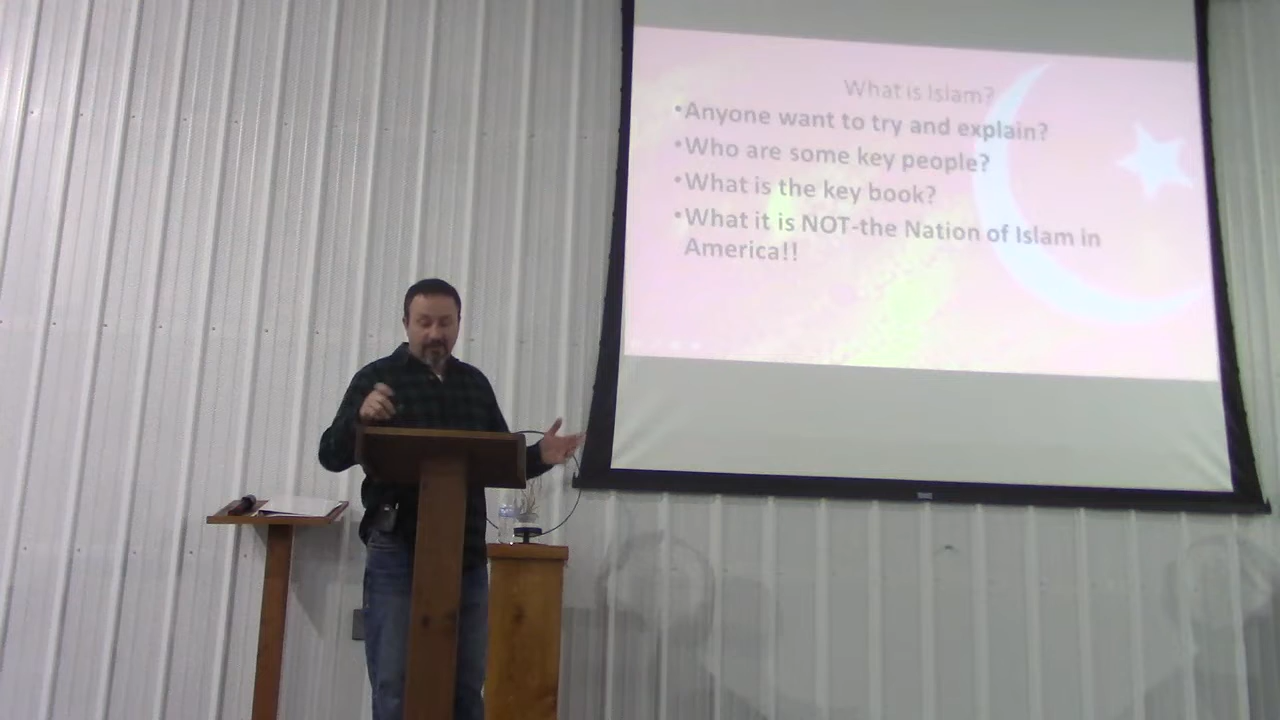 What is Islam?
•Anyone want to try and explain?
•Who are some key people?
•What is the key book?
•What it is NOT-the Nation of Islam in
America!!